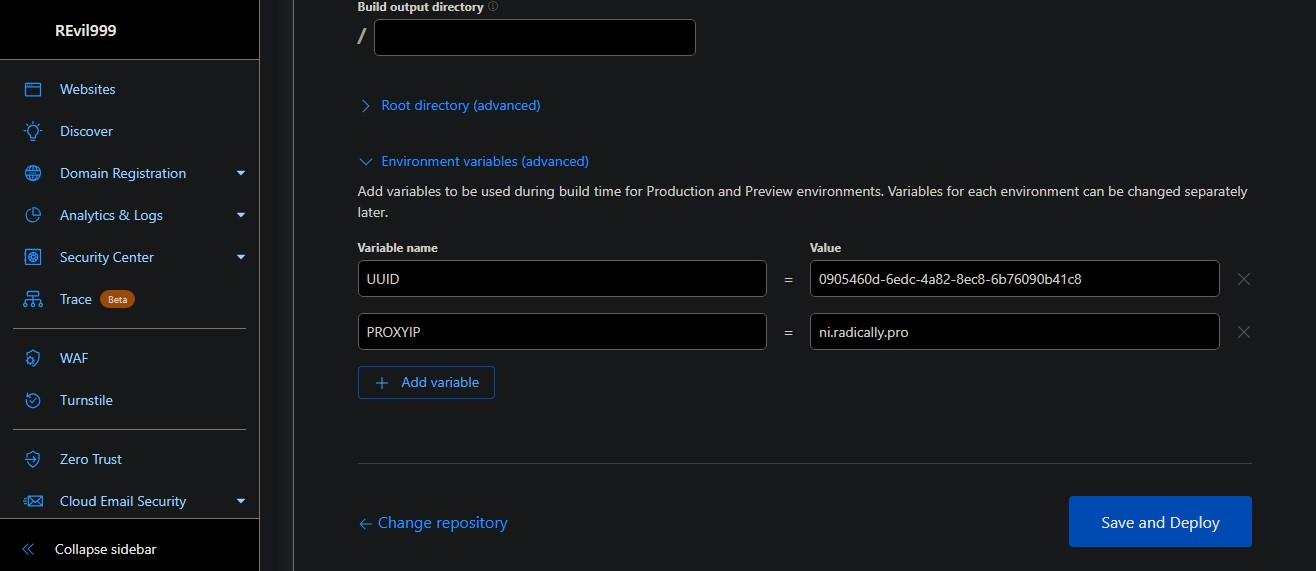 REvil999
Websites
Discover
Domain Registration
Analytics & Logs
Security Center
Trace Beta
WAF
Turnstile
Zero Trust
Cloud Email Security
Collapse sidebar
Build output directory
/
Root directory (advanced)
Environment variables (advanced)
Add variables to be used during build time for Production and Preview environments. Variables for each environment can be changed separately
later.
Variable name Value
UUID = 0905460d-6edc-4a82-8ec8-6b76090b41c8
PROXYIP = ni.radically.pro
+ Add variable
← Change repository
Save and Deploy